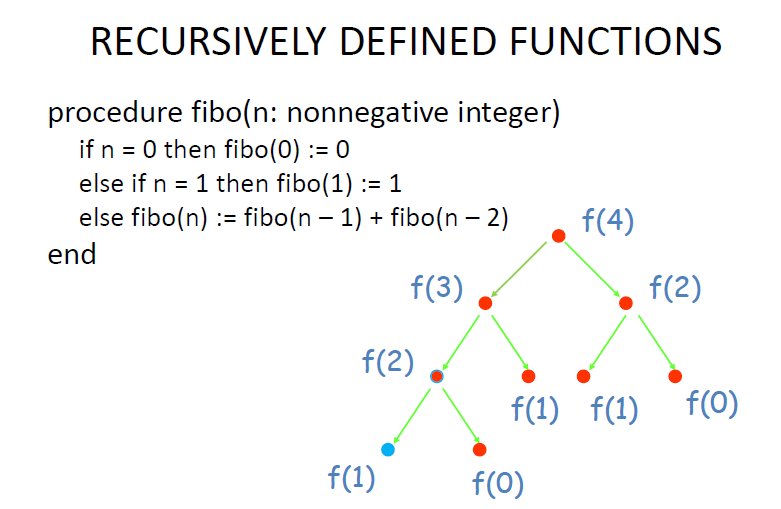 RECURSIVELY DEFINED FUNCTIONS
procedure fibo(n: nonnegative integer)
if n = 0 then fibo(0) := 0
else if n = 1 then fibo(1) := 1
else fibo(n) := fibo(n – 1) + fibo(n – 2)
end
f(4)
f(3)
f(2)
f(2)
f(1)
f(1)
f(0)
f(1)
f(0)